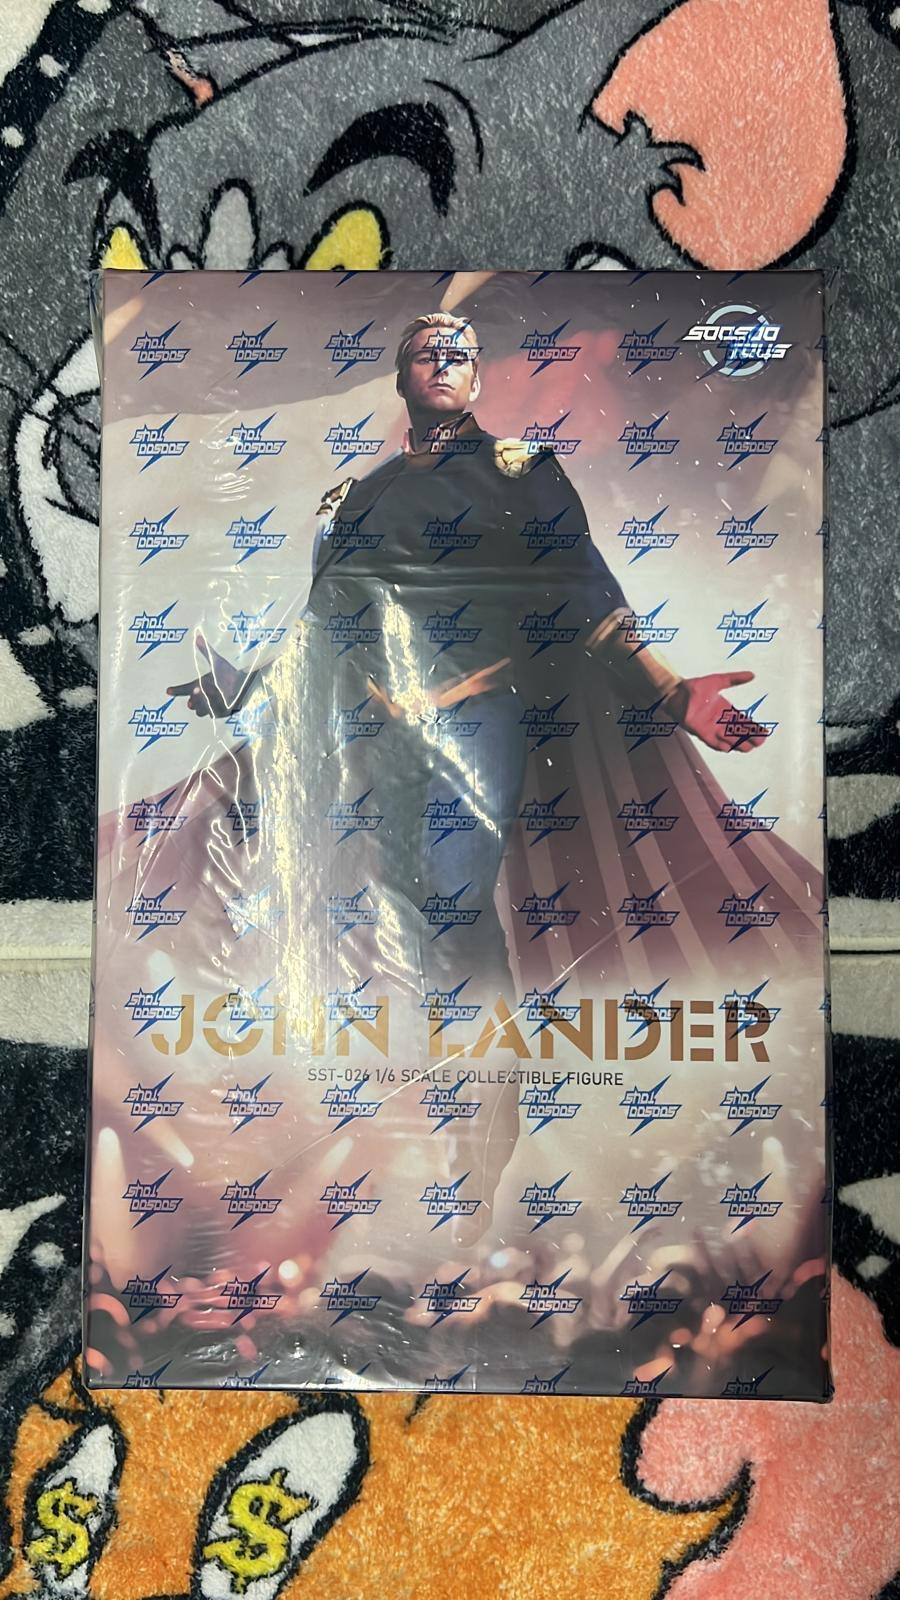 soosoo
Toys
JOHN LANDER
SST-026 1/6 SCALE COLLECTIBLE FIGURE
$ $